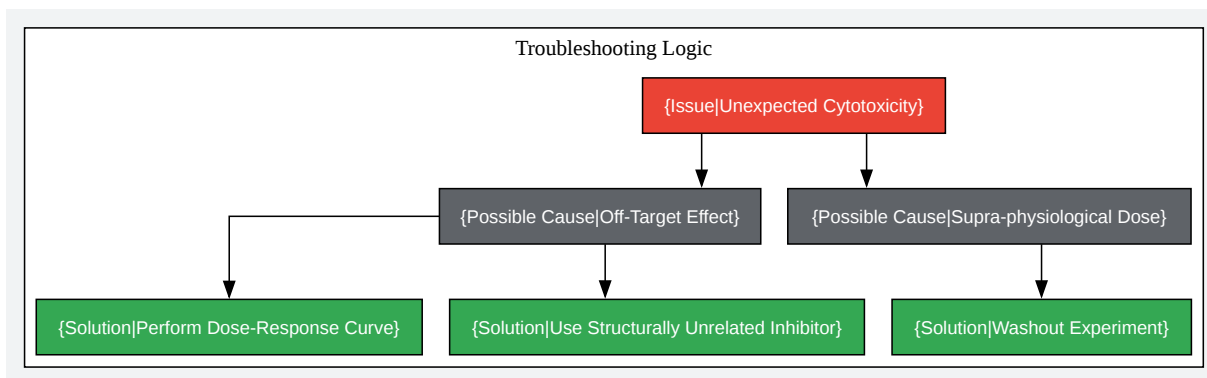 Troubleshooting Logic
{Issue|Unexpected Cytotoxicity}
{Possible Cause|Off-Target Effect}
{Possible Cause|Supra-physiological Dose}
{Solution|Perform Dose-Response Curve}
{Solution|Use Structurally Unrelated Inhibitor}
{Solution|Washout Experiment}